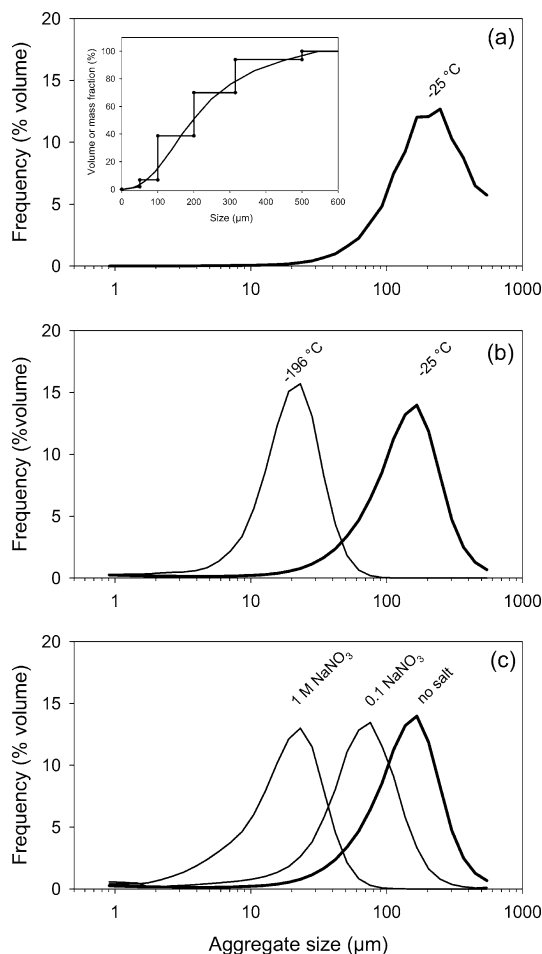 (a)
-25 °C
Frequency (% volume)
20
15
10
5
0
1
10
100
1000
Volume or mass fraction (%)
100
80
60
40
20
0
0
100
200
300
400
500
600
Size (µm)
(b)
-196 °C
-25 °C
Frequency (%volume)
20
15
10
5
0
1
10
100
1000
(c)
1 M NaNO3
0.1 NaNO3
no salt
Frequency (% volume)
20
15
10
5
0
1
10
100
1000
Aggregate size (µm)